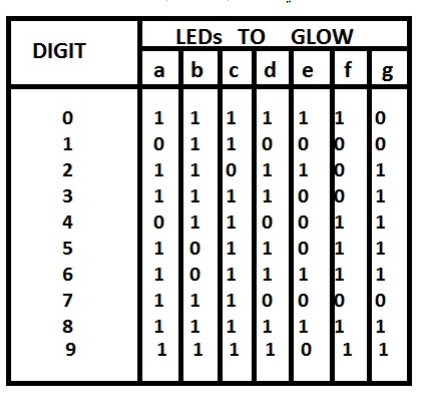 DIGIT LEDs TO GLOW
a b c d e f g
0 1 1 1 1 1 1 0
1 0 1 1 0 0 0 0
2 1 1 0 1 1 0 1
3 1 1 1 1 0 0 1
4 0 1 1 0 0 1 1
5 1 0 1 1 0 1 1
6 1 0 1 1 1 1 1
7 1 1 1 0 0 0 0
8 1 1 1 1 1 1 1
9 1 1 1 1 0 1 1